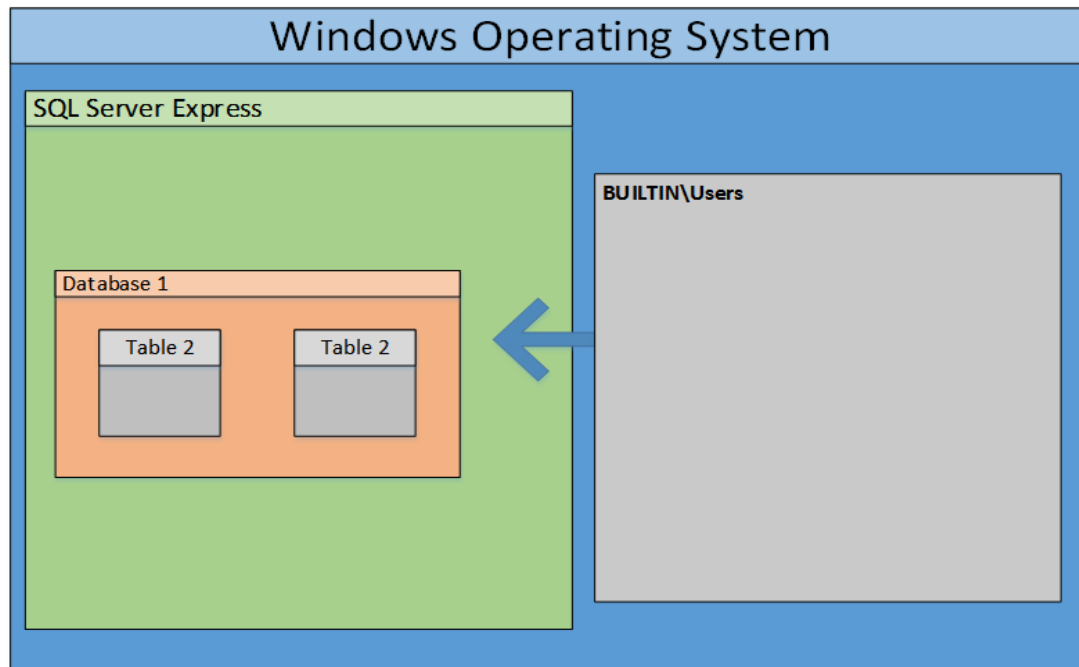 Windows Operating System
SQL Server Express
BUILTIN\Users
Database 1
Table 2
Table 2